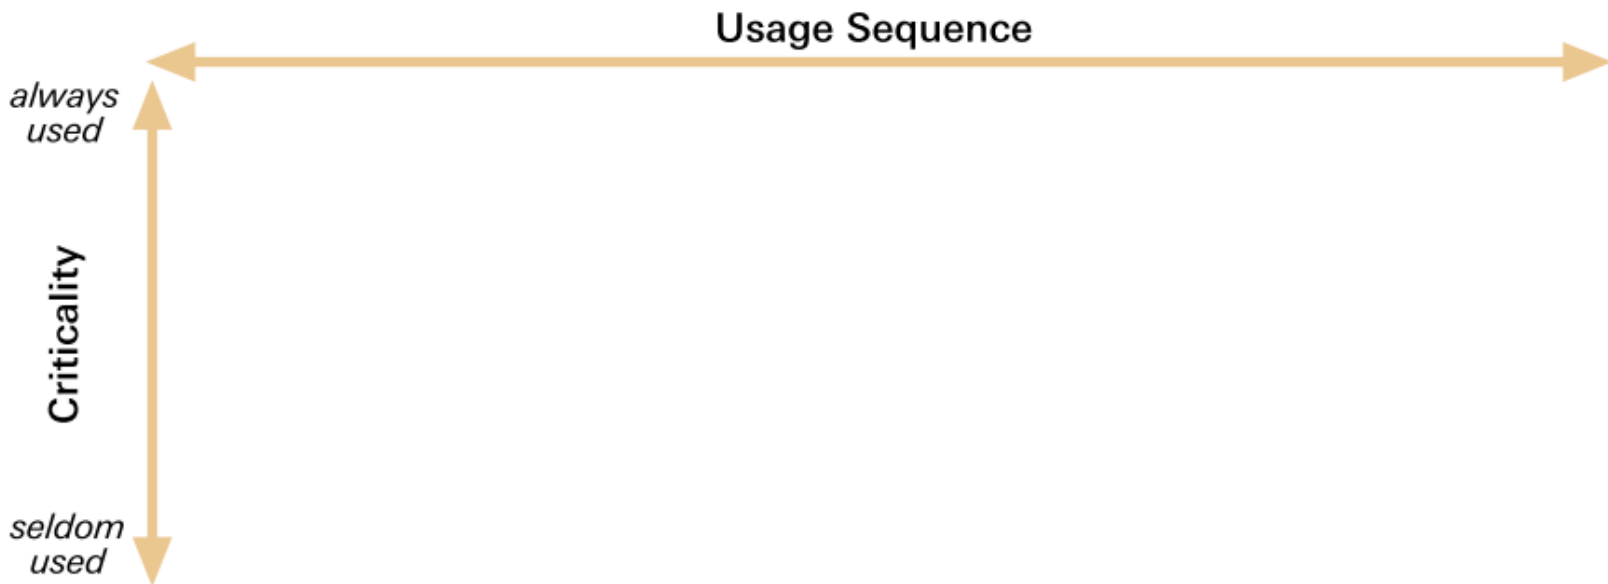 Usage Sequence
always
used
Criticality
seldom
used